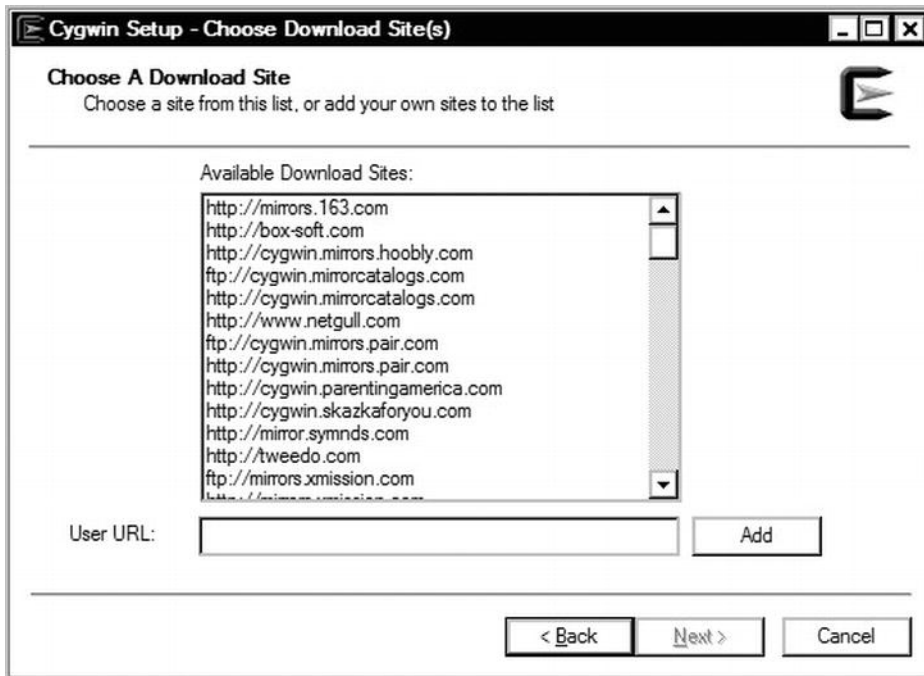 Cygwin Setup - Choose Download Site(s)
Choose A Download Site
Choose a site from this list, or add your own sites to the list
Available Download Sites:
http://mirrors.163.com
http://box-soft.com
http://cygwin.mirrors.hoobly.com
ftp://cygwin.mirrorcatalogs.com
http://cygwin.mirrorcatalogs.com
http://www.netgull.com
ftp://cygwin.mirrors.pair.com
http://cygwin.mirrors.pair.com
http://cygwin.parentingamerica.com
http://cygwin.skazkaforyou.com
http://mirror.symnds.com
http://tweedo.com
ftp://mirrors.xmission.com
User URL:
Add
< Back
Next >
Cancel